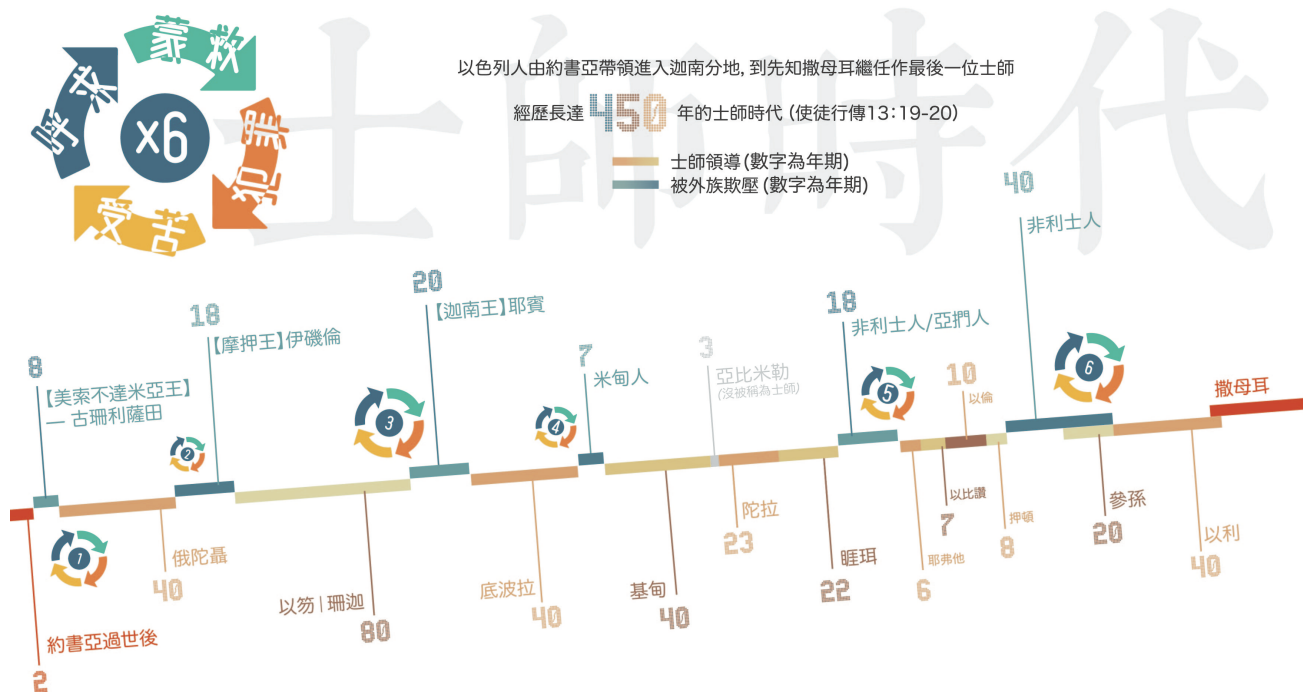 士師時代
蒙救
犯罪
受苦
呼求
x6
以色列人由約書亞帶領進入迦南分地, 到先知撒母耳繼任作最後一位士師
經歷長達 450 年的士師時代 (使徒行傳13:19-20)
士師領導 (數字為年期)
被外族欺壓 (數字為年期)
約書亞過世後
2
8
【美索不達米亞王】
— 古珊利薩田
1
俄陀聶
40
2
18
【摩押王】伊磯倫
以笏 | 珊迦
80
3
20
【迦南王】耶賓
底波拉
40
4
7
米甸人
基甸
40
3
亞比米勒
(沒被稱為士師)
陀拉
23
睚珥
22
18
非利士人/亞捫人
5
耶弗他
6
以比讚
7
10
以倫
押頓
8
40
非利士人
6
參孫
20
以利
40
撒母耳